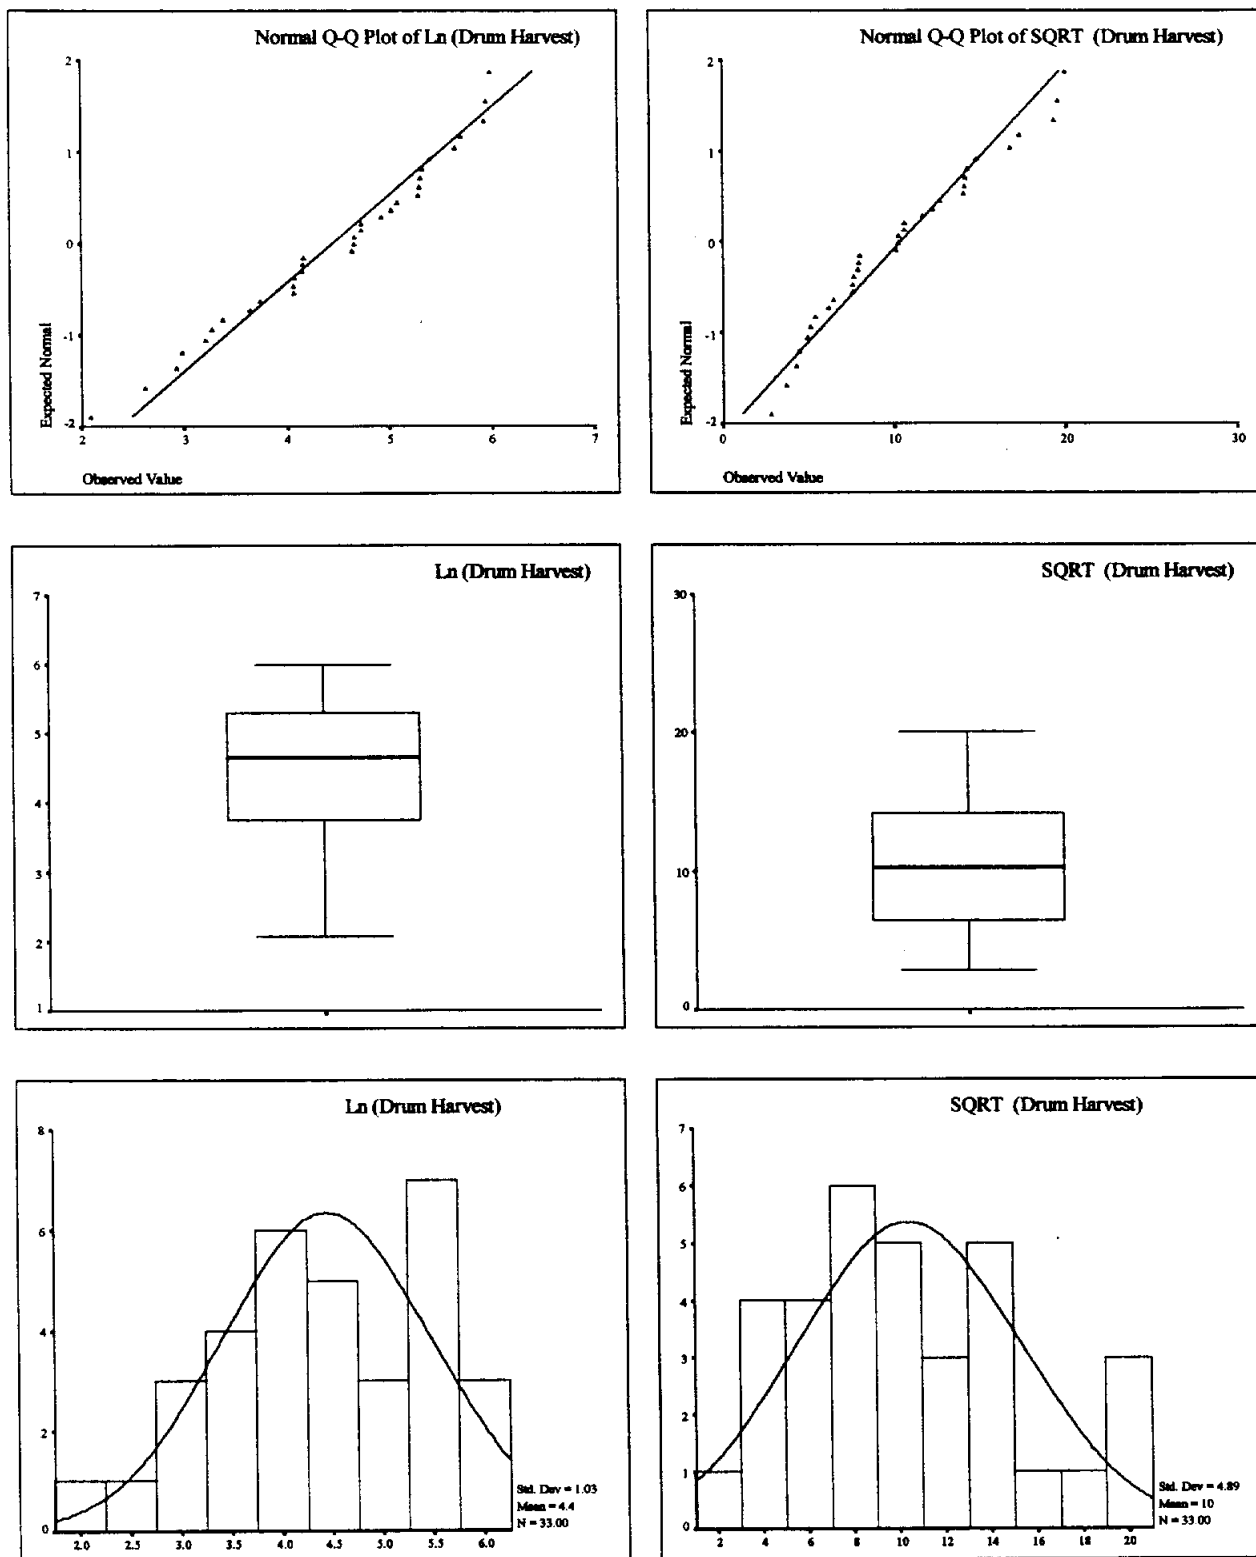 Normal Q-Q Plot of Ln (Drum Harvest)
2
1
0
-1
-2
Expected Normal
2 3 4 5 6 7
Observed Value
Normal Q-Q Plot of SQRT (Drum Harvest)
2
1
0
-1
-2
Expected Normal
0 10 20 30
Observed Value
Ln (Drum Harvest)
7
6
5
4
3
2
1
SQRT (Drum Harvest)
30
20
10
0
Ln (Drum Harvest)
8
6
4
2
0
2.0 2.5 3.0 3.5 4.0 4.5 5.0 5.5 6.0
Std. Dev = 1.03
Mean = 4.4
N = 33.00
SQRT (Drum Harvest)
7
6
5
4
3
2
1
0
2 4 6 8 10 12 14 16 18 20
Std. Dev = 4.89
Mean = 10
N = 33.00